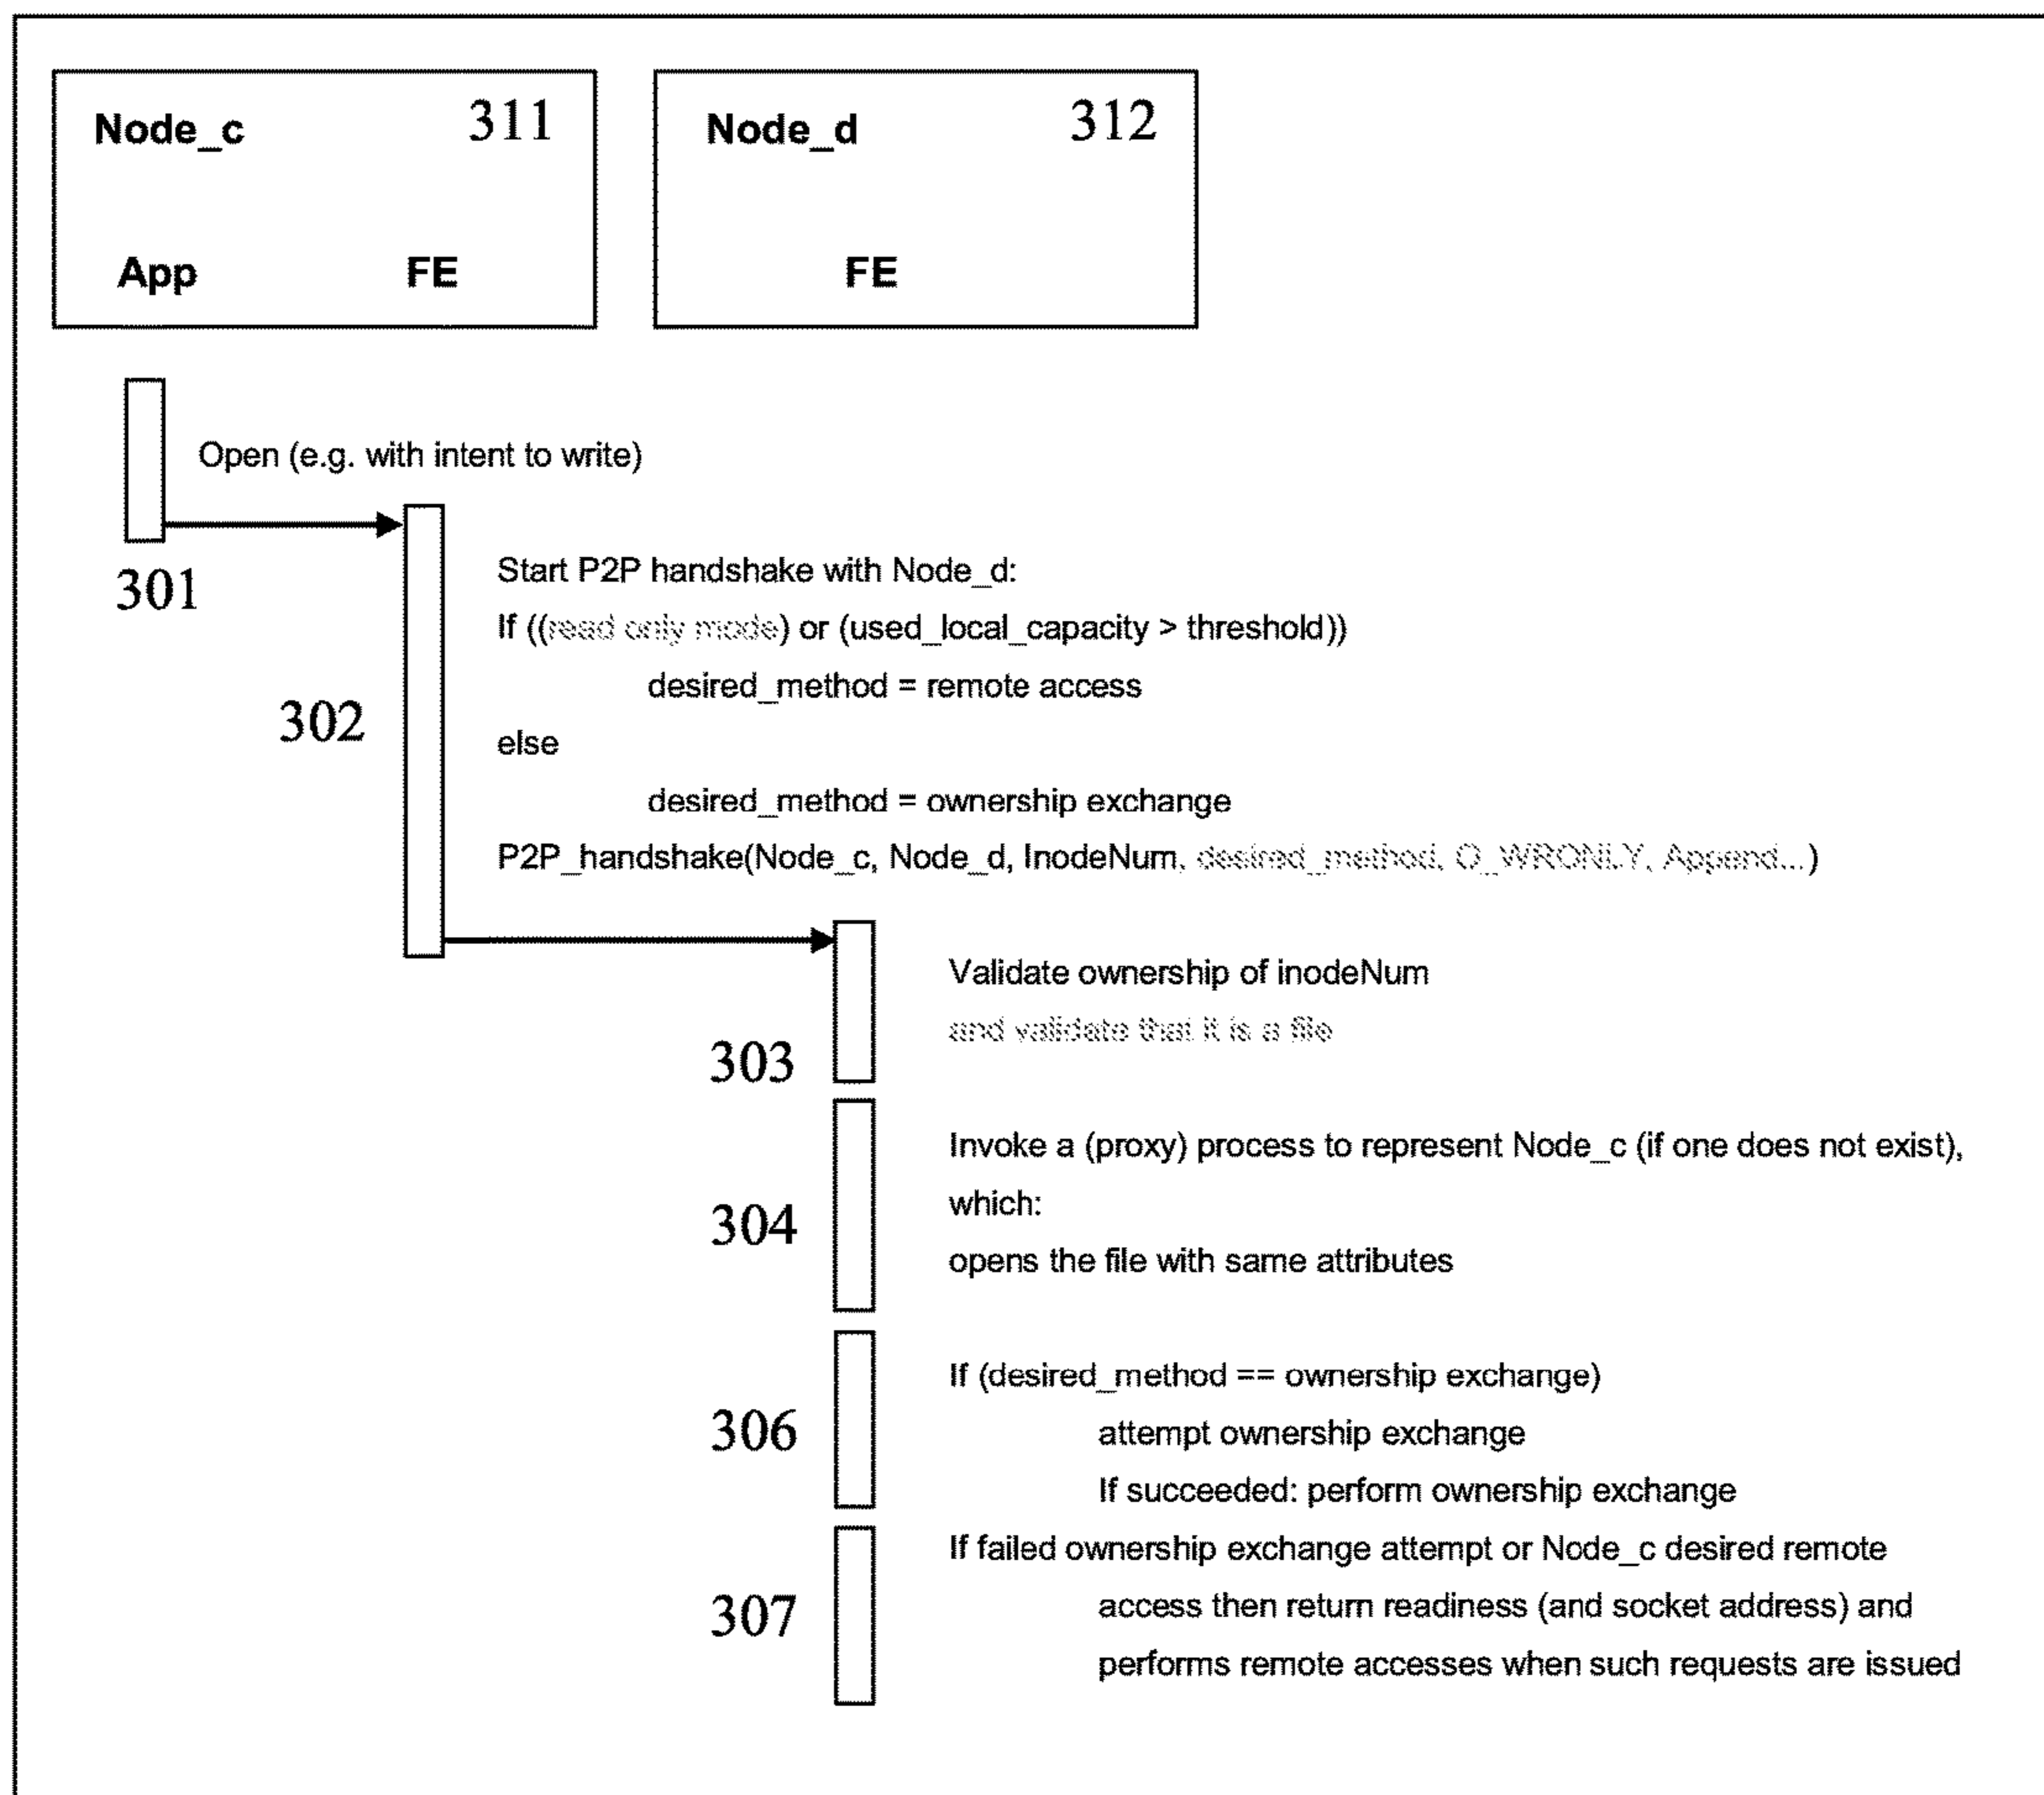 Node_c 311
App FE
Node_d 312
FE
Open (e.g. with intent to write)
301
Start P2P handshake with Node_d:
If ((read only mode) or (used_local_capacity > threshold))
desired_method = remote access
302
else
desired_method = ownership exchange
P2P_handshake(Node_c, Node_d, InodeNum, desired_method, O_WRONLY, Append...)
Validate ownership of inodeNum
and validate that it is a file
303
Invoke a (proxy) process to represent Node_c (if one does not exist),
which:
304
opens the file with same attributes
If (desired_method == ownership exchange)
attempt ownership exchange
306
If succeeded: perform ownership exchange
If failed ownership exchange attempt or Node_c desired remote
access then return readiness (and socket address) and
307
performs remote accesses when such requests are issued